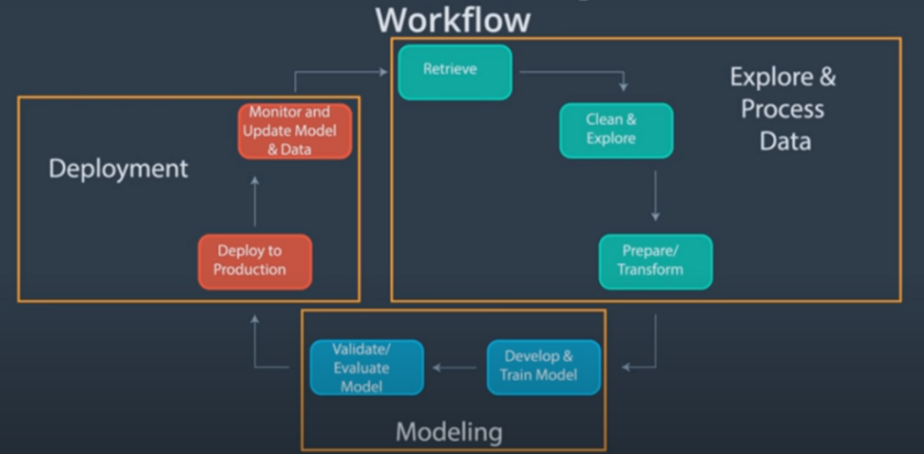 Workflow
Retrieve
Explore &
Process
Data
Clean &
Explore
Monitor and
Update Model
& Data
Deployment
Prepare/
Transform
Deploy to
Production
Validate/
Evaluate
Model
Develop &
Train Model
Modeling